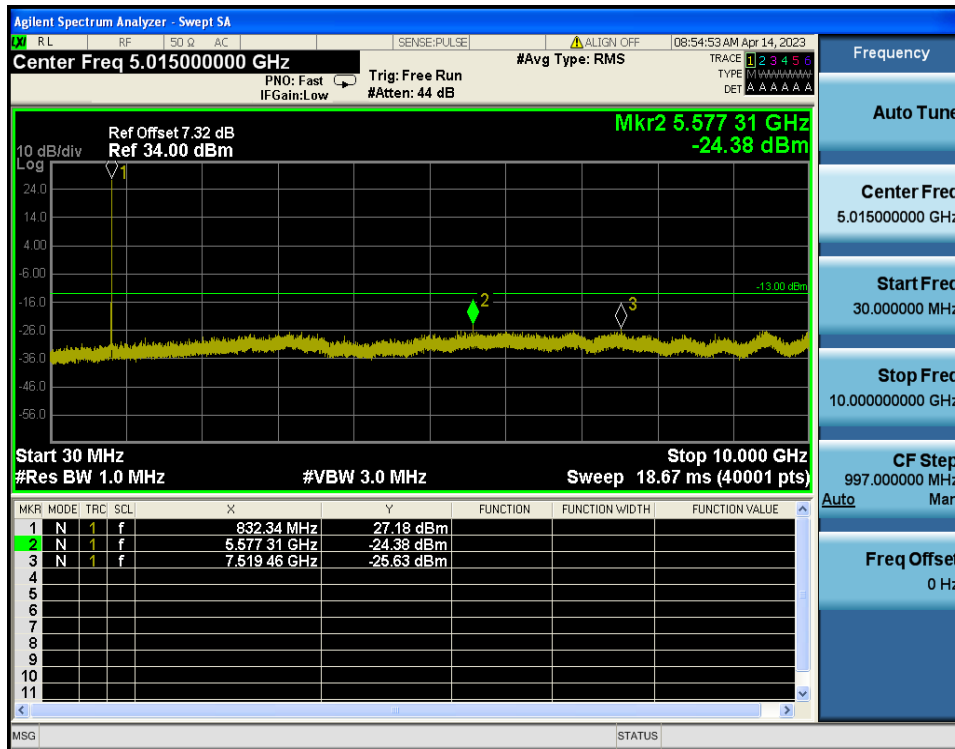 Agilent Spectrum Analyzer - Swept SA
LXI RL RF 50 Ω AC SENSE:PULSE ALIGN OFF 08:54:53 AM Apr 14, 2023
Center Freq 5.015000000 GHz
#Avg Type: RMS
TRACE 1 2 3 4 5 6
PNO: Fast Trig: Free Run
TYPE M WWWWW
IFGain:Low #Atten: 44 dB
DET A A A A A A
Frequency
Auto Tune
Center Freq
5.015000000 GHz
Start Freq
30.000000 MHz
Stop Freq
10.000000000 GHz
CF Step
997.000000 MHz
Auto Man
Freq Offset
0 Hz
Mkr2 5.577 31 GHz
-24.38 dBm
Ref Offset 7.32 dB
10 dB/div Ref 34.00 dBm
Log
1
24.0
14.0
4.00
-6.00
-13.00 dBm
-16.0
2
3
-26.0
-36.0
-46.0
-56.0
Start 30 MHz Stop 10.000 GHz
#Res BW 1.0 MHz #VBW 3.0 MHz Sweep 18.67 ms (40001 pts)
MKR MODE TRC SCL X Y FUNCTION FUNCTION WIDTH FUNCTION VALUE
1 N 1 f 832.34 MHz 27.18 dBm
2 N 1 f 5.577 31 GHz -24.38 dBm
3 N 1 f 7.519 46 GHz -25.63 dBm
4
5
6
7
8
9
10
11
MSG STATUS